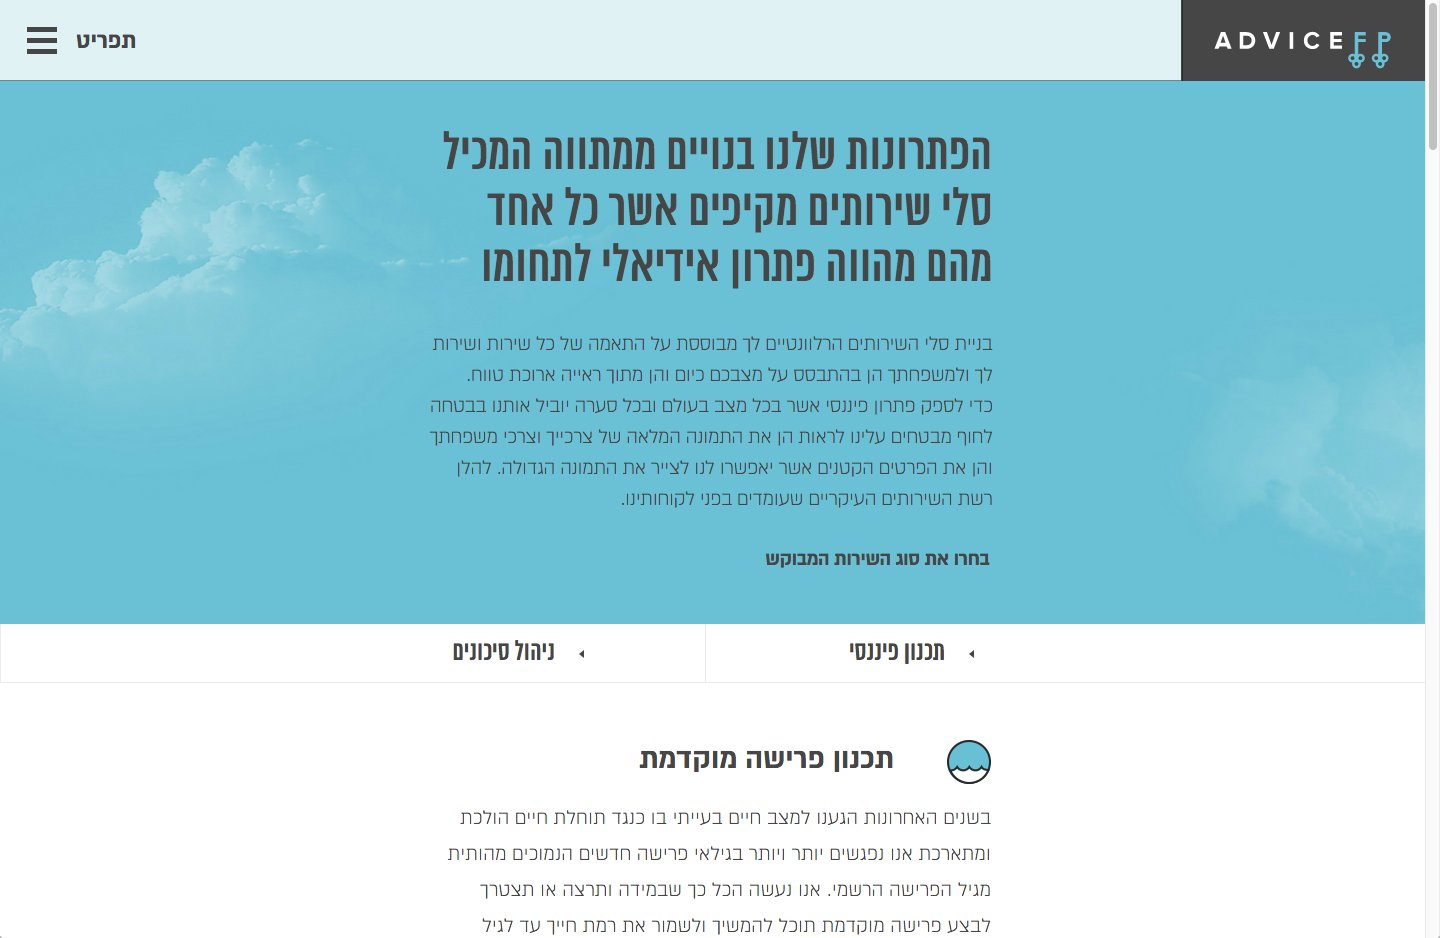 ADVICE FP
תפריט
הפתרונות שלנו בנויים ממתווה המכיל
סלי שירותים מקיפים אשר כל אחד
מהם מהווה פתרון אידיאלי לתחומו
בניית סלי השירותים הרלוונטיים לך מבוססת על התאמה של כל שירות ושירות
לך ולמשפחתך הן בהתבסס על מצבכם כיום והן מתוך ראייה ארוכת טווח.
כדי לספק פתרון פיננסי אשר בכל מצב בעולם ובכל סערה יוביל אותנו בבטחה
לחוף מבטחים עלינו לראות הן את התמונה המלאה של צרכייך וצרכי משפחתך
והן את הפרטים הקטנים אשר יאפשרו לנו לצייר את התמונה הגדולה. להלן
רשת השירותים העיקריים שעומדים בפני לקוחותינו.
בחרו את סוג השירות המבוקש
תכנון פיננסי
ניהול סיכונים
תכנון פרישה מוקדמת
בשנים האחרונות הגענו למצב חיים בעייתי בו כנגד תוחלת חיים הולכת
ומתארכת אנו נפגשים יותר ויותר בגילאי פרישה חדשים הנמוכים מהותית
מגיל הפרישה הרשמי. אנו נעשה הכל כך שבמידה ותרצה או תצטרך
לבצע פרישה מוקדמת תוכל להמשיך ולשמור את רמת חייך עד לגיל